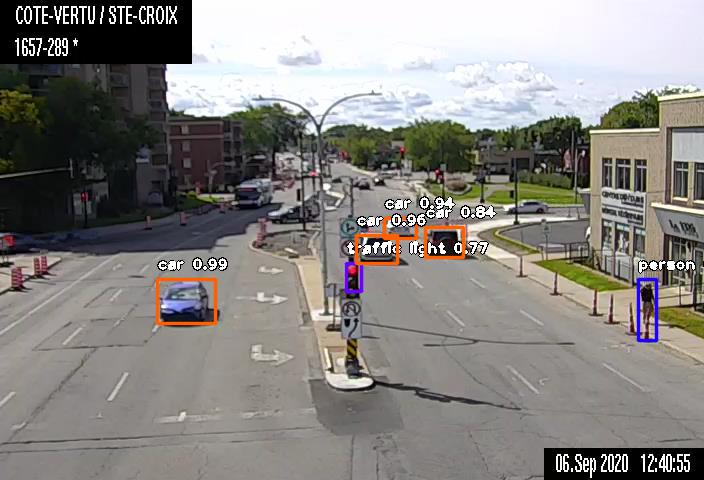 COTE-VERTU / STE-CROIX
1657-289 *
car 0.94
car 0.96
car 0.84
traffic light 0.77
car 0.99
person
06.Sep 2020 12:40:55